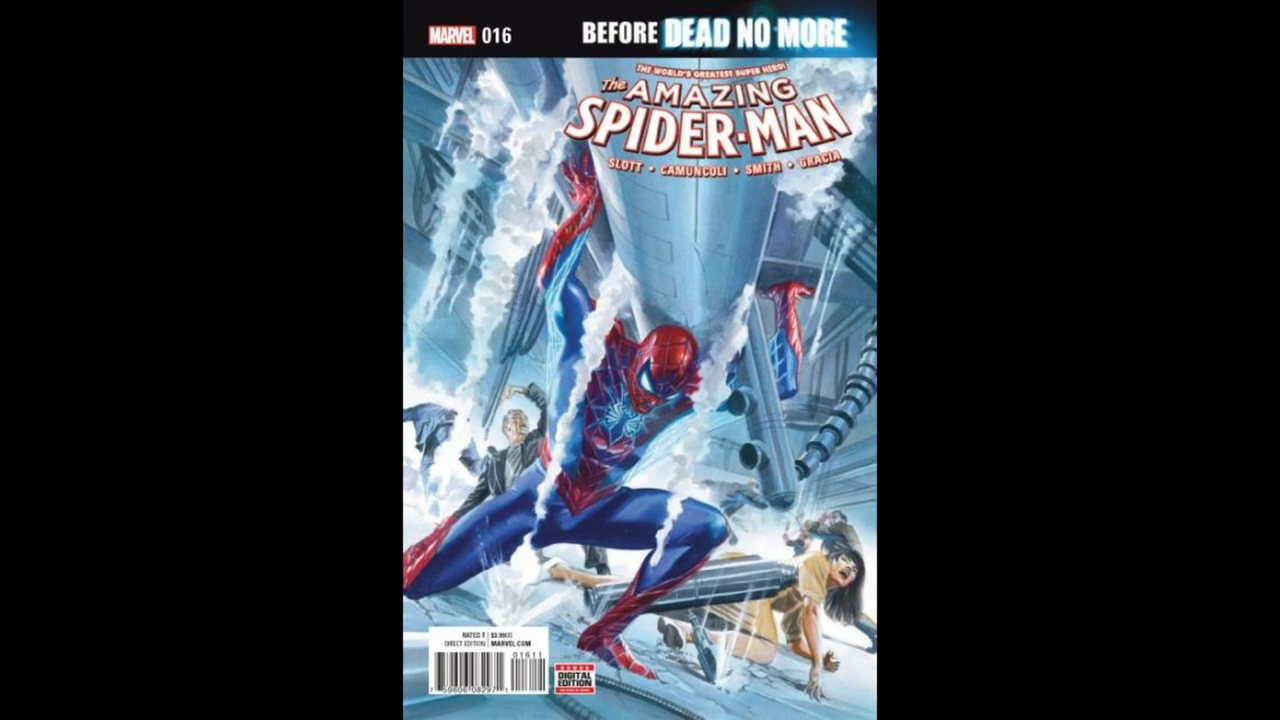 MARVEL 016 BEFORE DEAD NO MORE
THE WORLD'S GREATEST SUPER HERO!
The AMAZING
SPIDER-MAN
SLOTT • CAMUNCOLI • SMITH • GRACIA
RATED T $3.99US
DIRECT EDITION MARVEL.COM
01611
BONUS
DIGITAL
EDITION